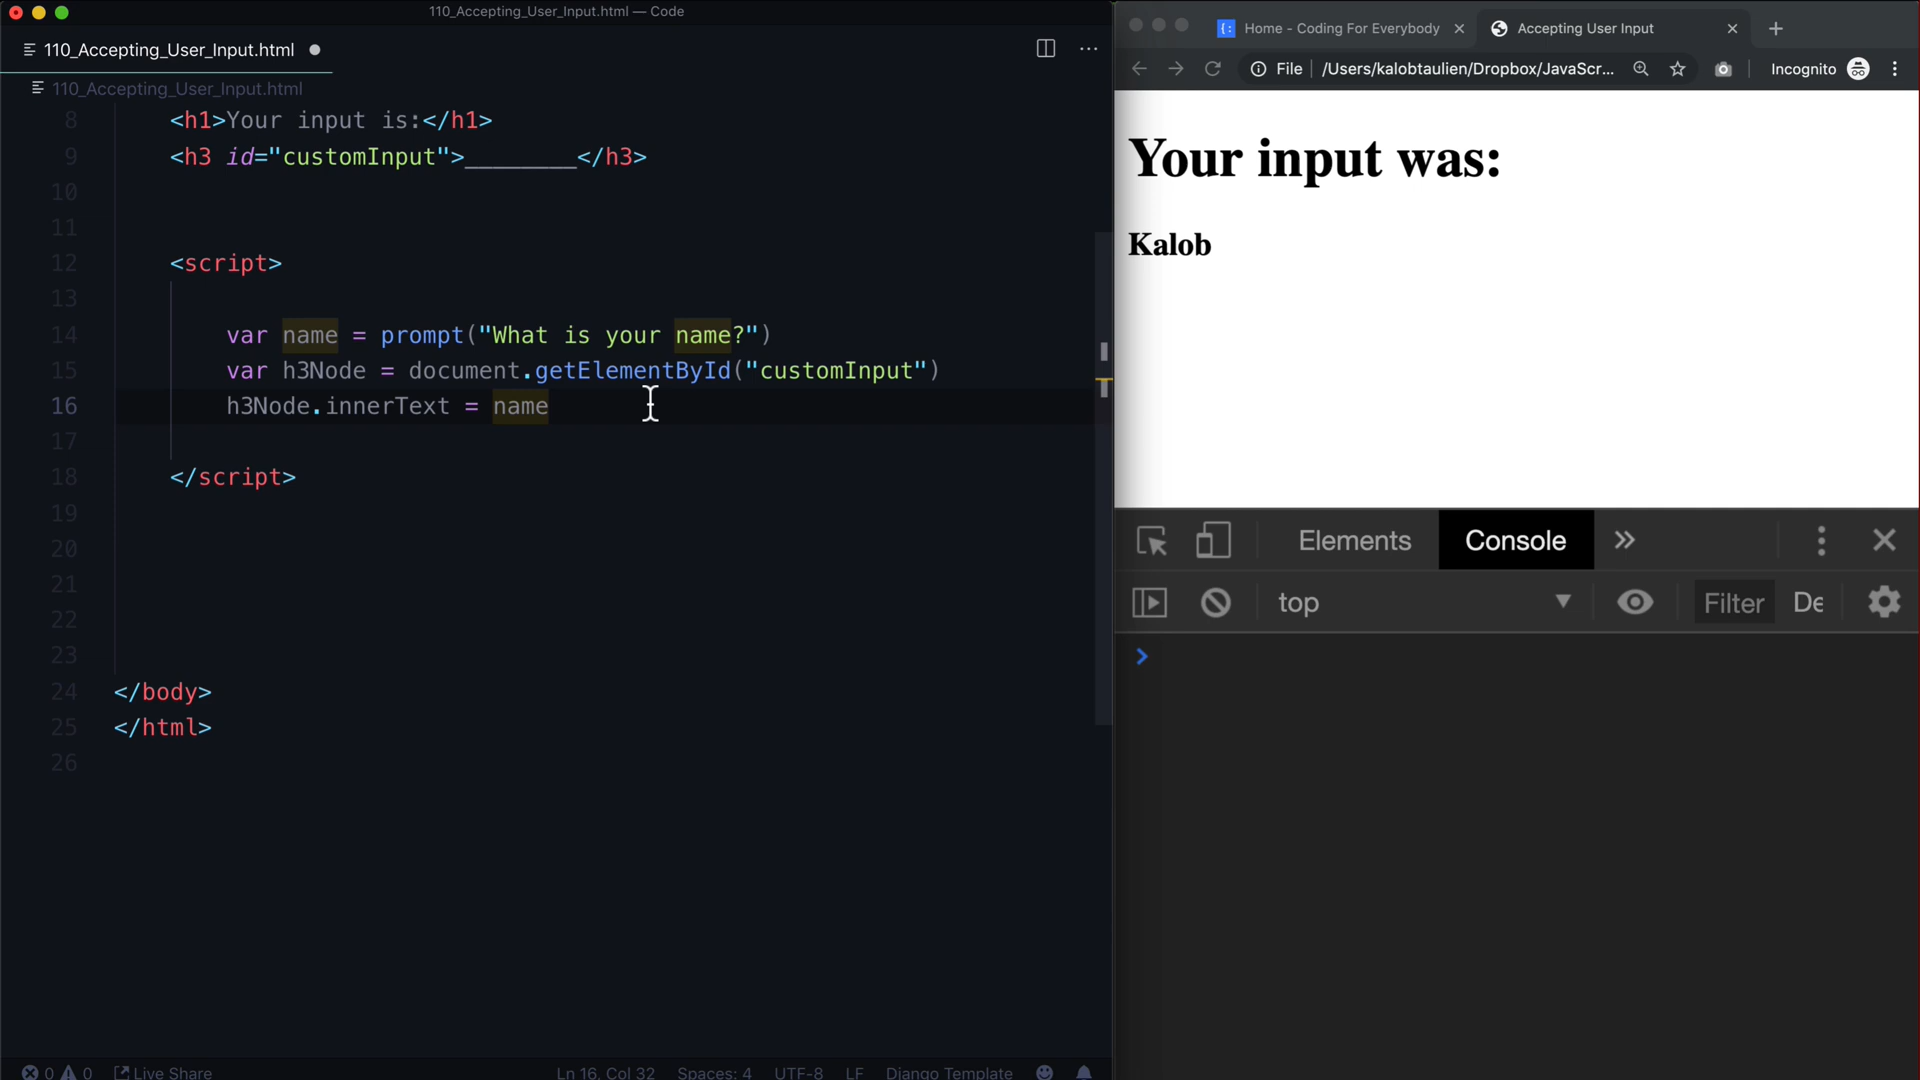 110_Accepting_User_Input.html — Code
110_Accepting_User_Input.html
110_Accepting_User_Input.html
8 <h1>Your input is:</h1>
9 <h3 id="customInput">________</h3>
10
11
12 <script>
13
14 var name = prompt("What is your name?")
15 var h3Node = document.getElementById("customInput")
16 h3Node.innerText = name
17
18 </script>
19
20
21
22
23
24 </body>
25 </html>
26
0 0 Live Share Ln 16, Col 32 Spaces: 4 UTF-8 LF Django Template
Home - Coding For Everybody Accepting User Input
File /Users/kalobtaulien/Dropbox/JavaScr... Incognito
Your input was:
Kalob
Elements Console
top Filter De